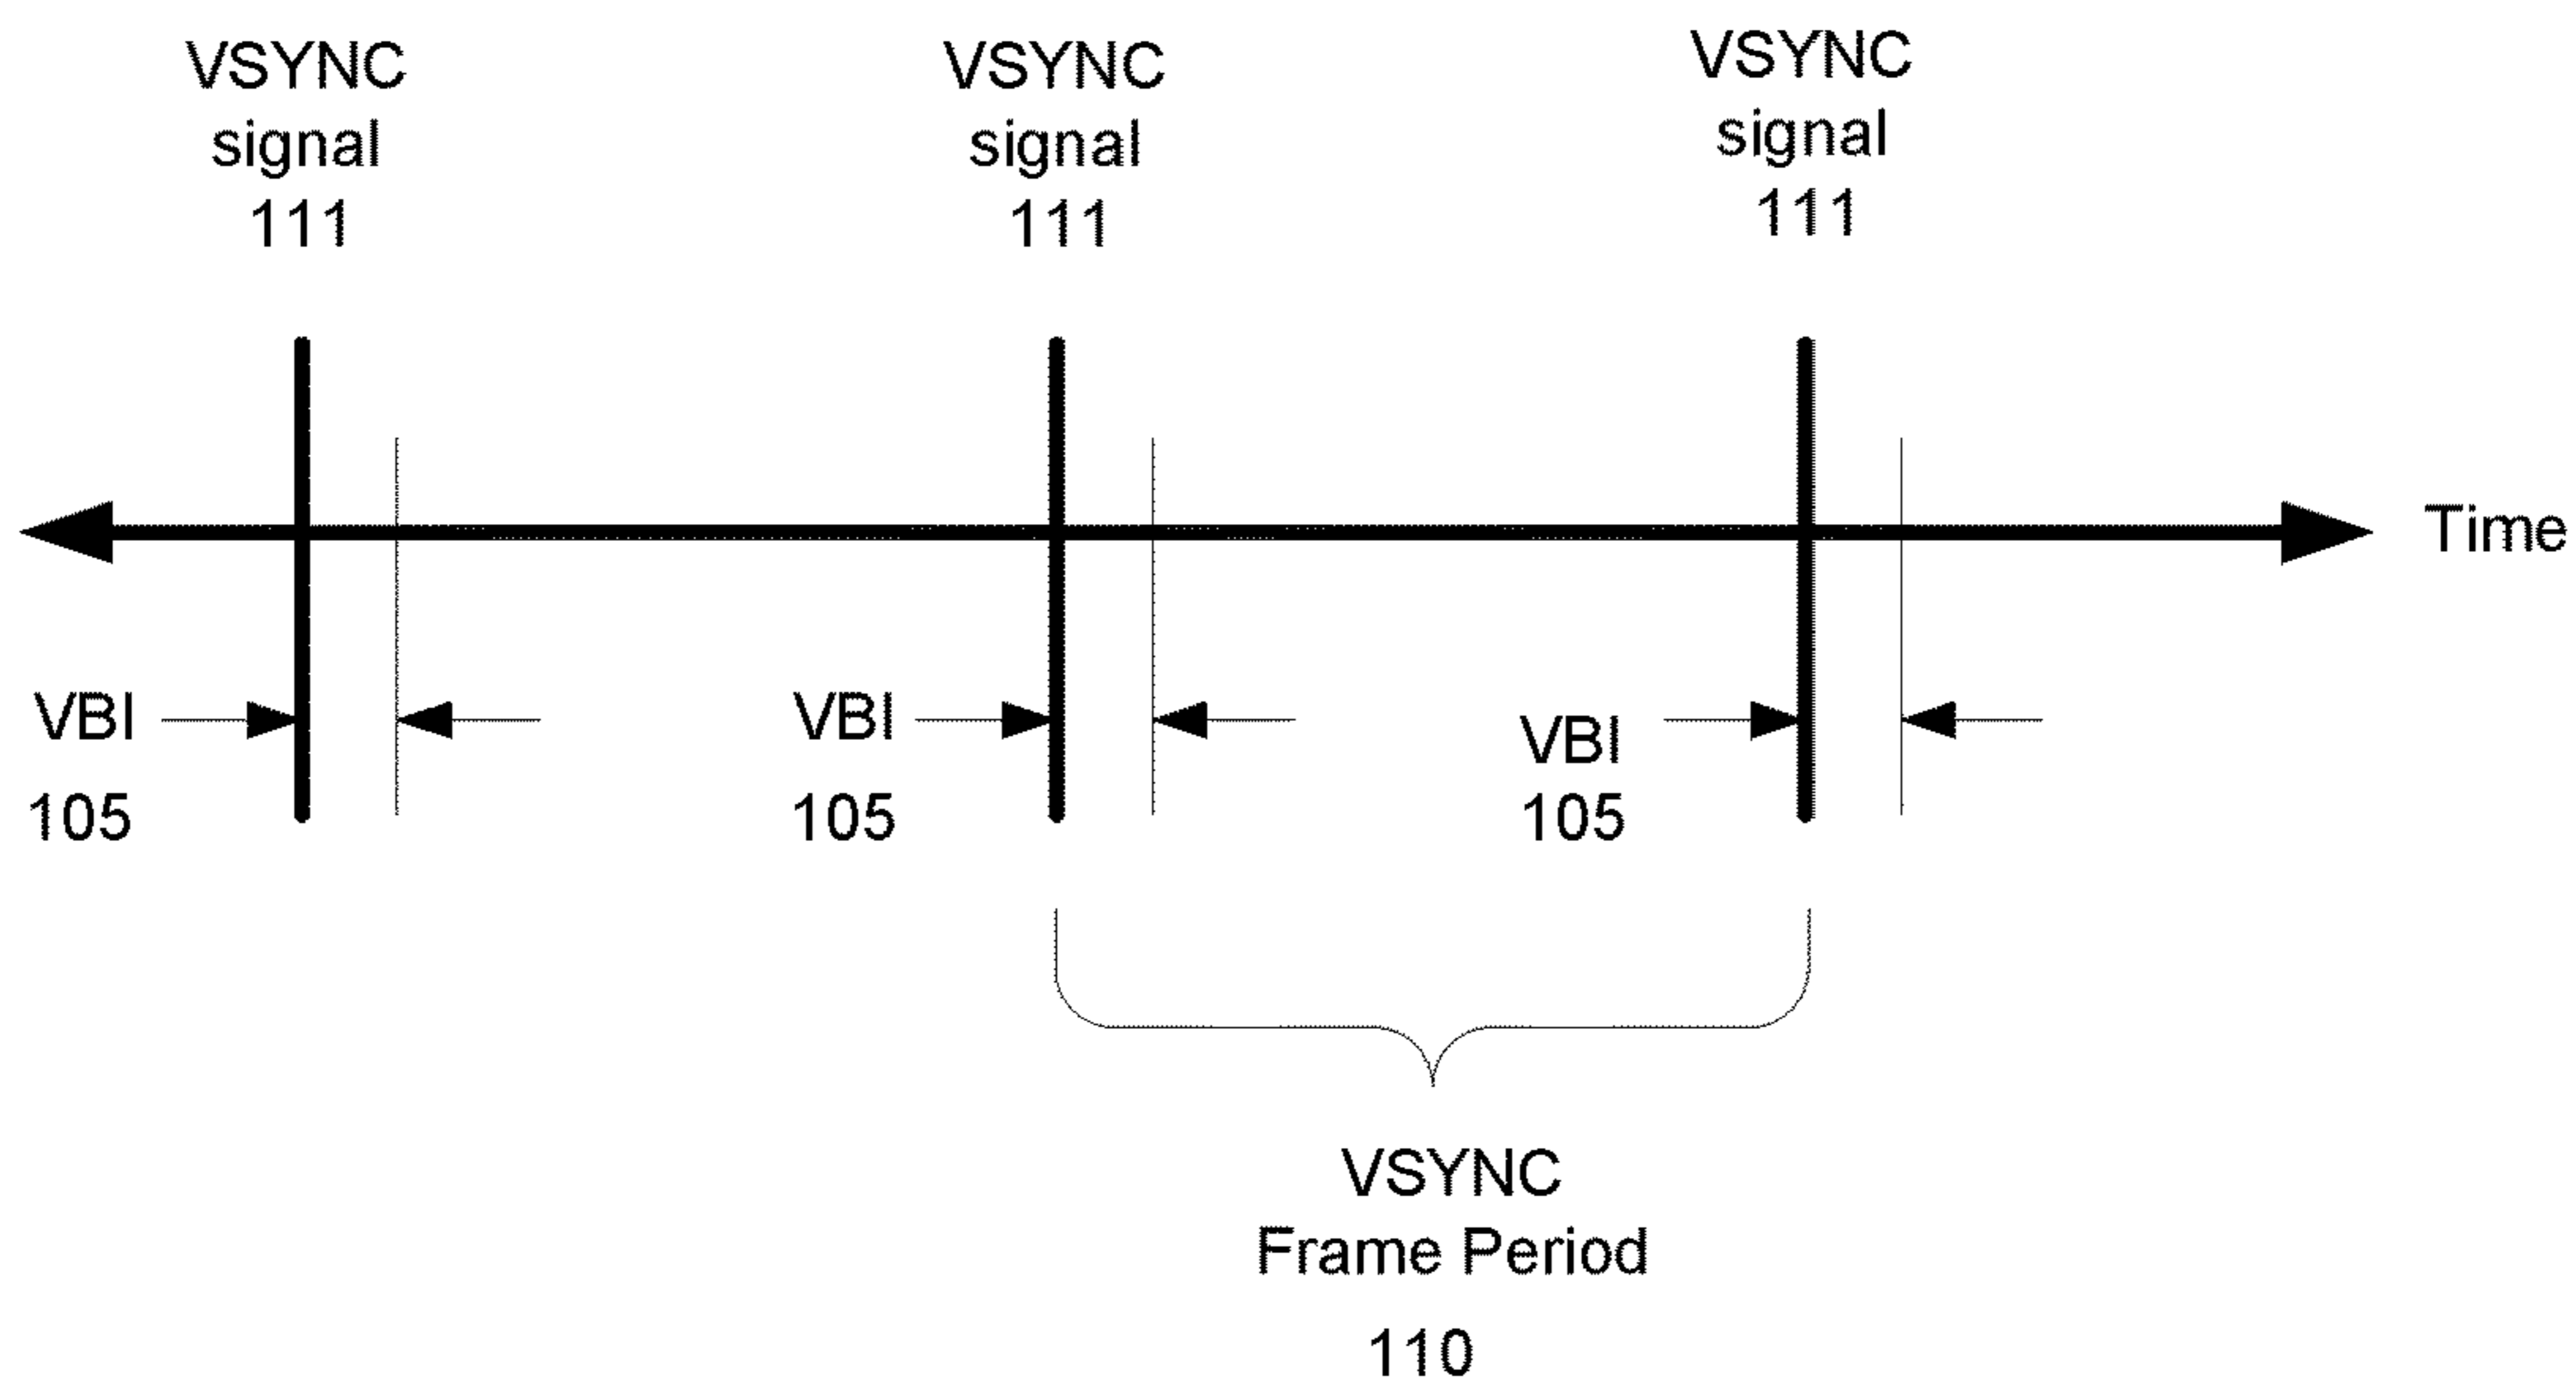 VSYNC
signal
111
VSYNC
signal
111
VSYNC
signal
111
Time
VBI
105
VBI
105
VBI
105
VSYNC
Frame Period
110